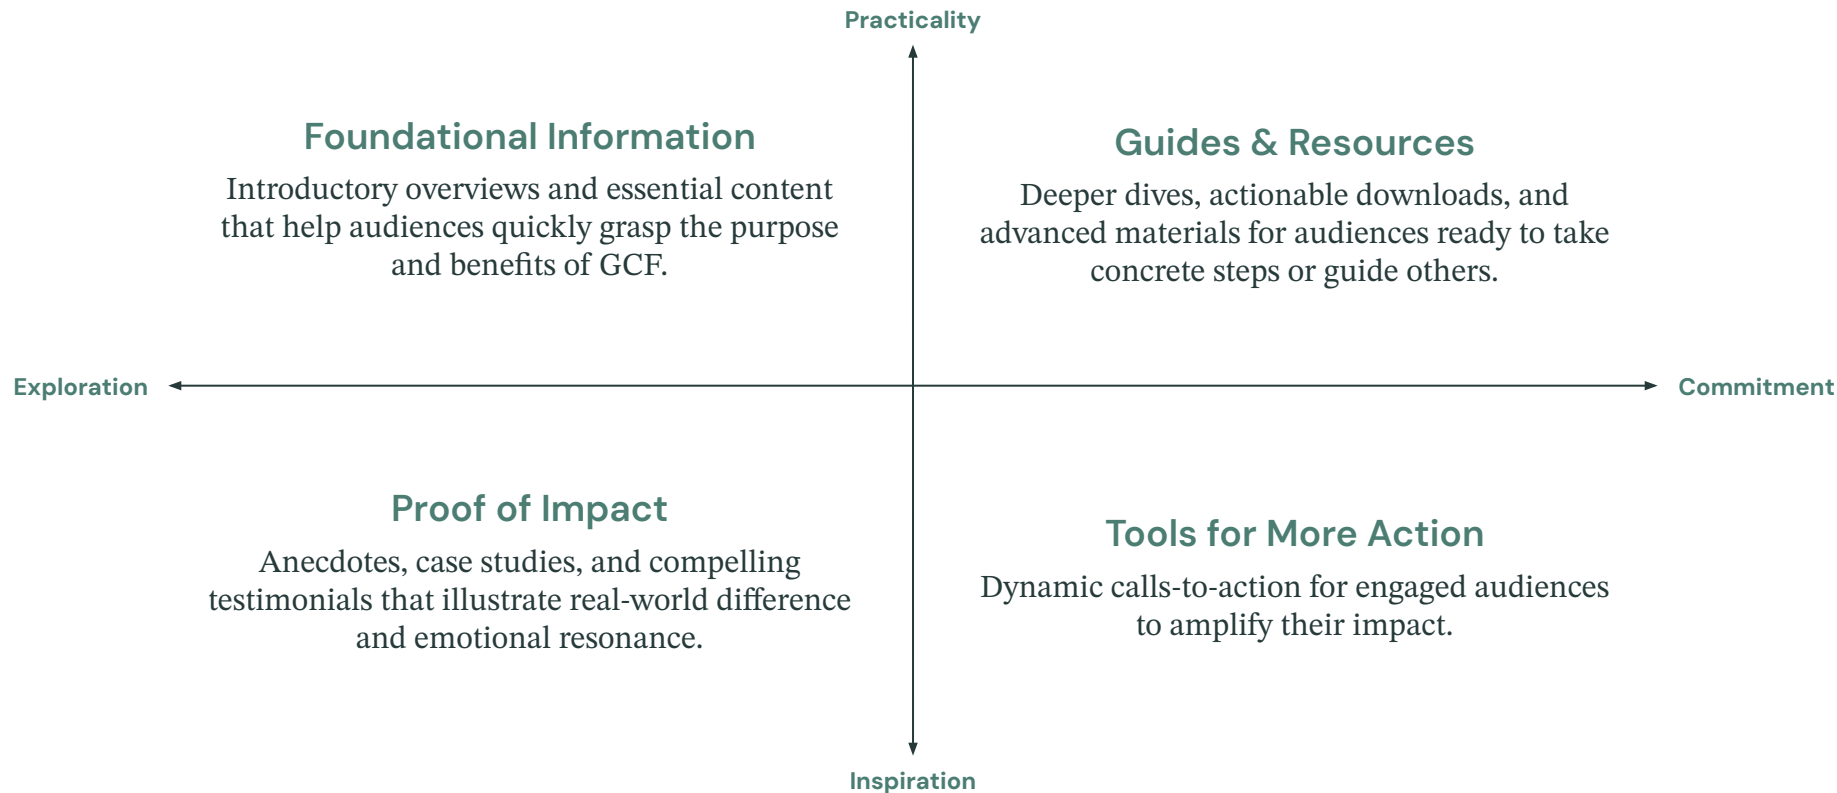 Practicality
Foundational Information
Introductory overviews and essential content
that help audiences quickly grasp the purpose
and benefits of GCF.
Guides & Resources
Deeper dives, actionable downloads, and
advanced materials for audiences ready to take
concrete steps or guide others.
Exploration
Commitment
Proof of Impact
Anecdotes, case studies, and compelling
testimonials that illustrate real-world difference
and emotional resonance.
Tools for More Action
Dynamic calls-to-action for engaged audiences
to amplify their impact.
Inspiration